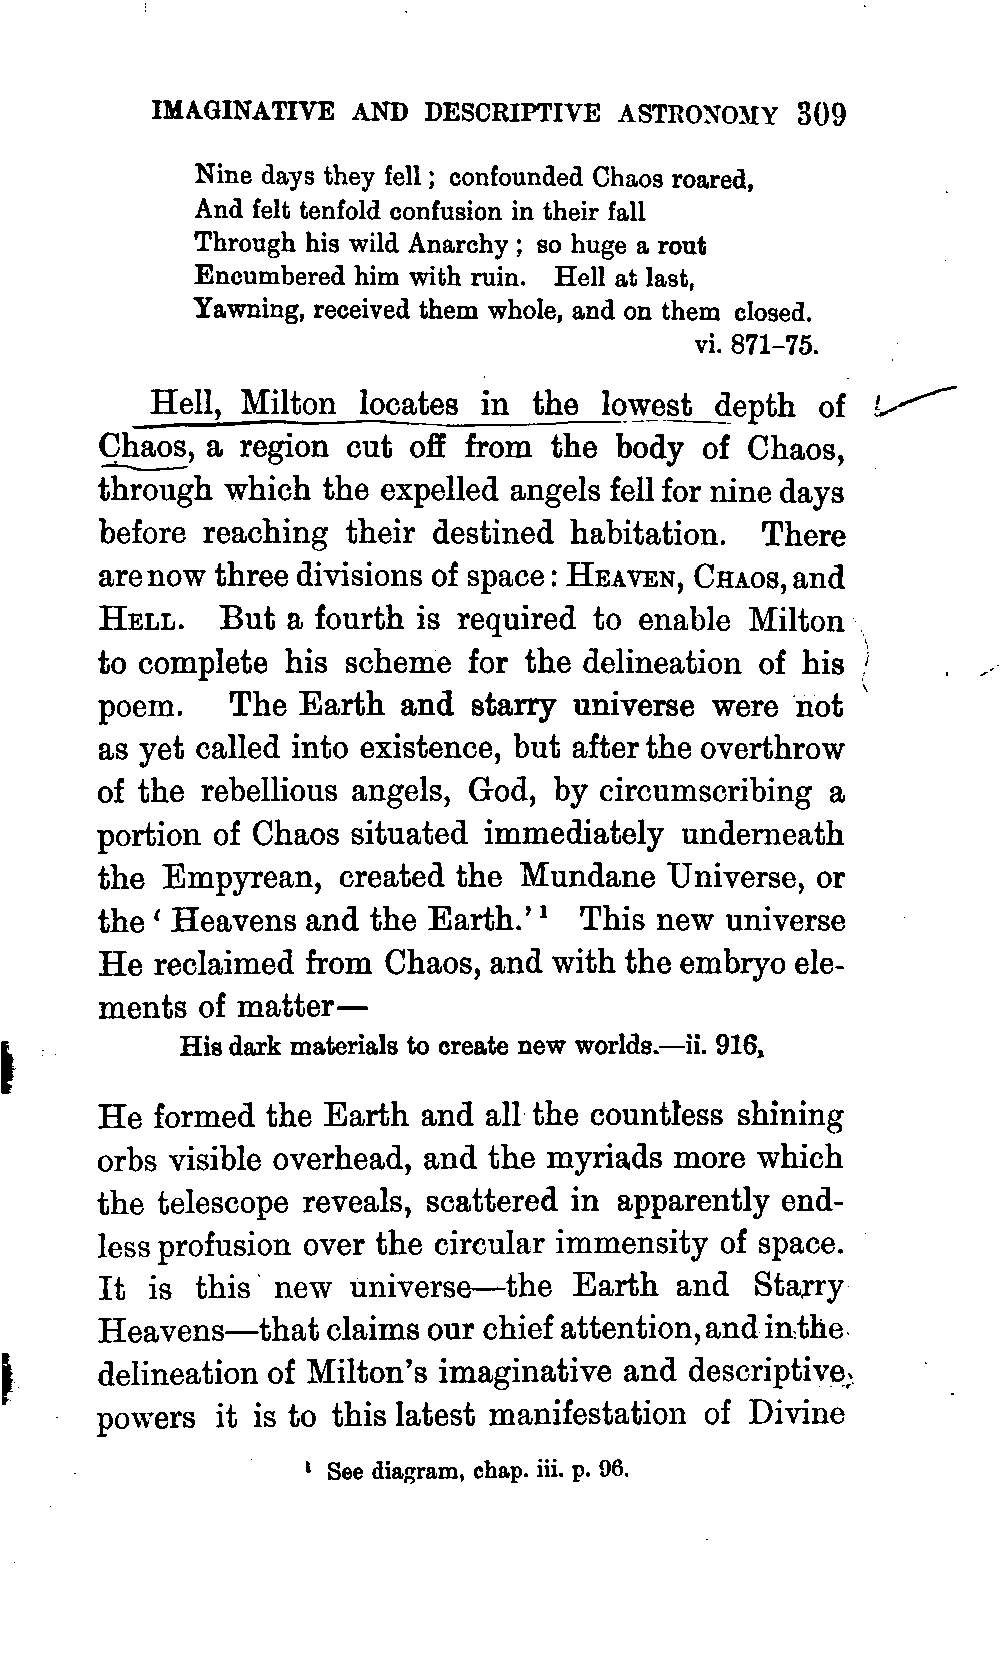 IMAGINATIVE AND DESCRIPTIVE ASTRONOMY 309
Nine days they fell; confounded Chaos roared,
And felt tenfold confusion in their fall
Through his wild Anarchy; so huge a rout
Encumbered him with ruin. Hell at last,
Yawning, received them whole, and on them closed.
vi. 871–75.
Hell, Milton locates in the lowest depth of
Chaos, a region cut off from the body of Chaos,
through which the expelled angels fell for nine days
before reaching their destined habitation. There
are now three divisions of space: HEAVEN, CHAOS, and
HELL. But a fourth is required to enable Milton
to complete his scheme for the delineation of his
poem. The Earth and starry universe were not
as yet called into existence, but after the overthrow
of the rebellious angels, God, by circumscribing a
portion of Chaos situated immediately underneath
the Empyrean, created the Mundane Universe, or
the ‘Heavens and the Earth.’¹ This new universe
He reclaimed from Chaos, and with the embryo ele-
ments of matter—
His dark materials to create new worlds.—ii. 916,
He formed the Earth and all the countless shining
orbs visible overhead, and the myriads more which
the telescope reveals, scattered in apparently end-
less profusion over the circular immensity of space.
It is this new universe—the Earth and Starry
Heavens—that claims our chief attention, and in the
delineation of Milton's imaginative and descriptive
powers it is to this latest manifestation of Divine
¹ See diagram, chap. iii. p. 96.